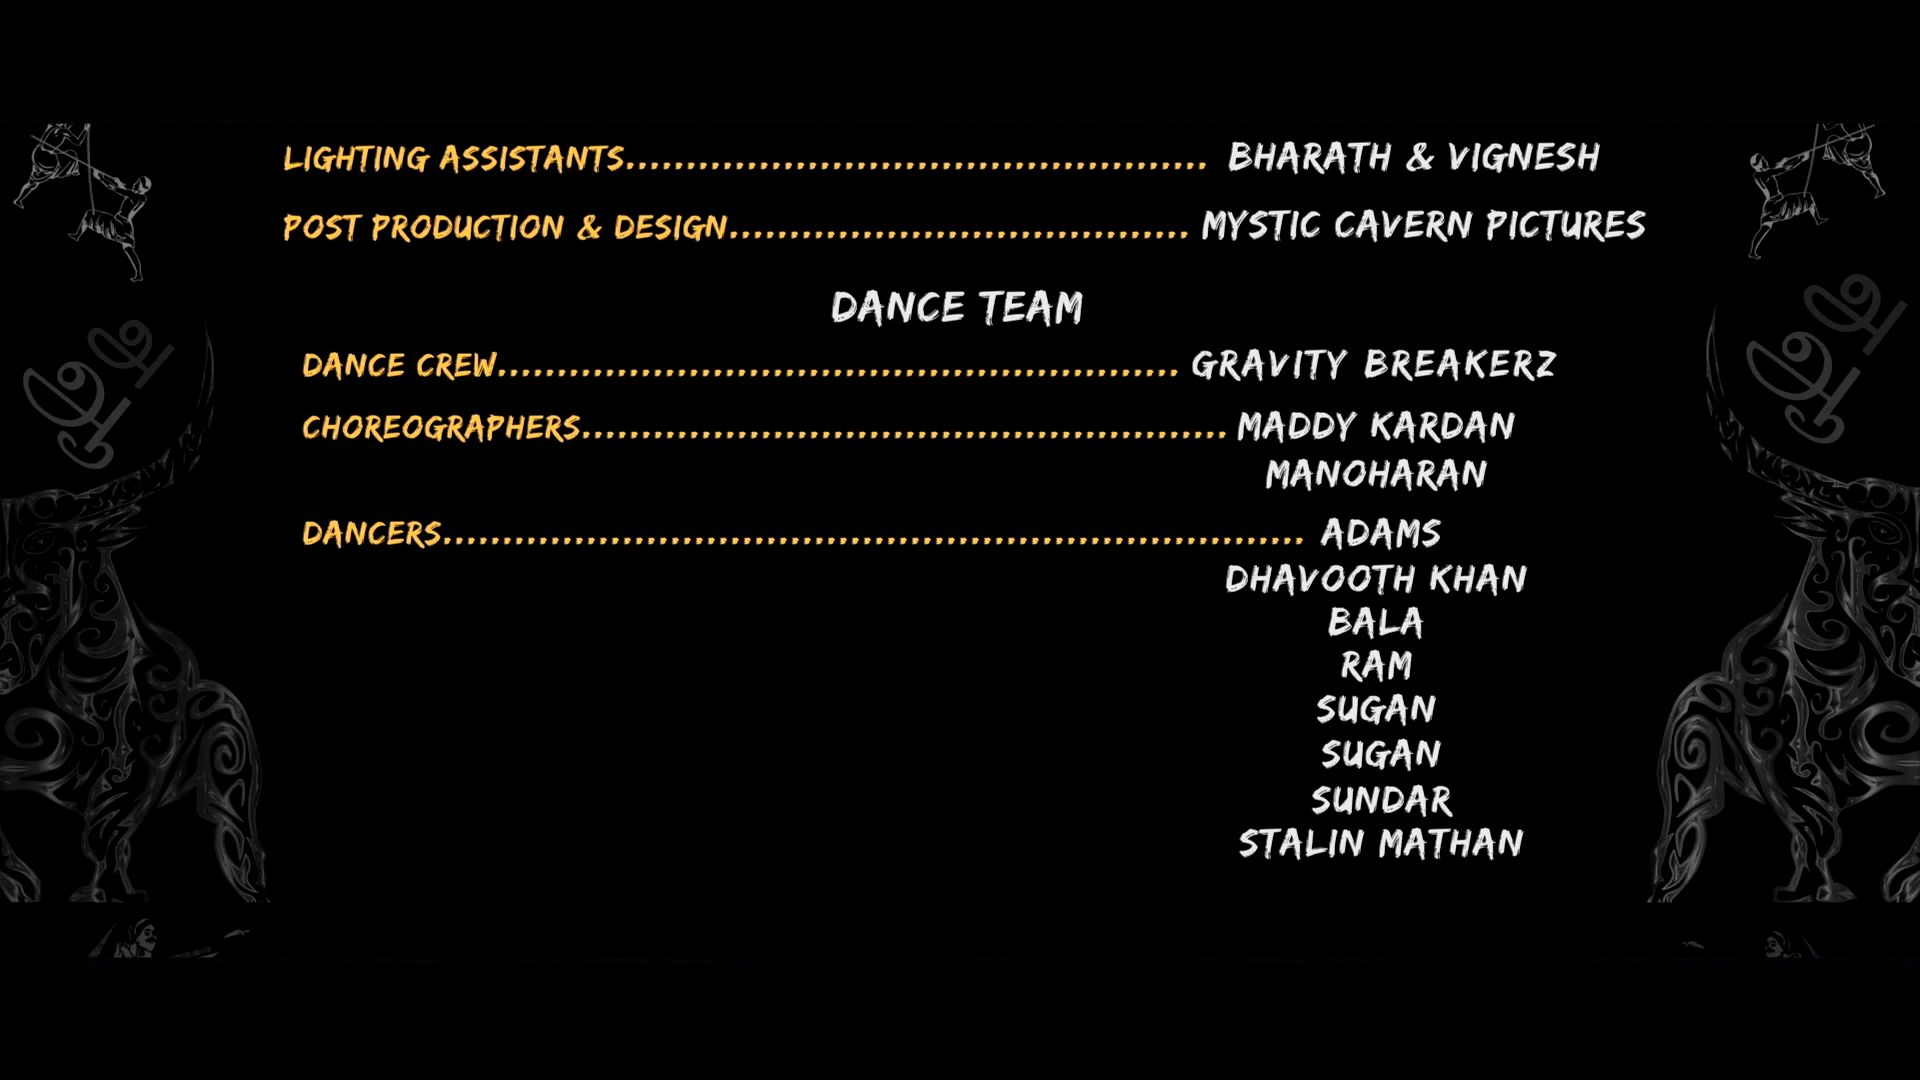 LIGHTING ASSISTANTS................................................ BHARATH & VIGNESH
POST PRODUCTION & DESIGN...................................... MYSTIC CAVERN PICTURES
DANCE TEAM
DANCE CREW......................................................... GRAVITY BREAKERZ
CHOREOGRAPHERS...................................................... MADDY KARDAN
MANOHARAN
DANCERS........................................................................ ADAMS
DHAVOOTH KHAN
BALA
RAM
SUGAN
SUGAN
SUNDAR
STALIN MATHAN